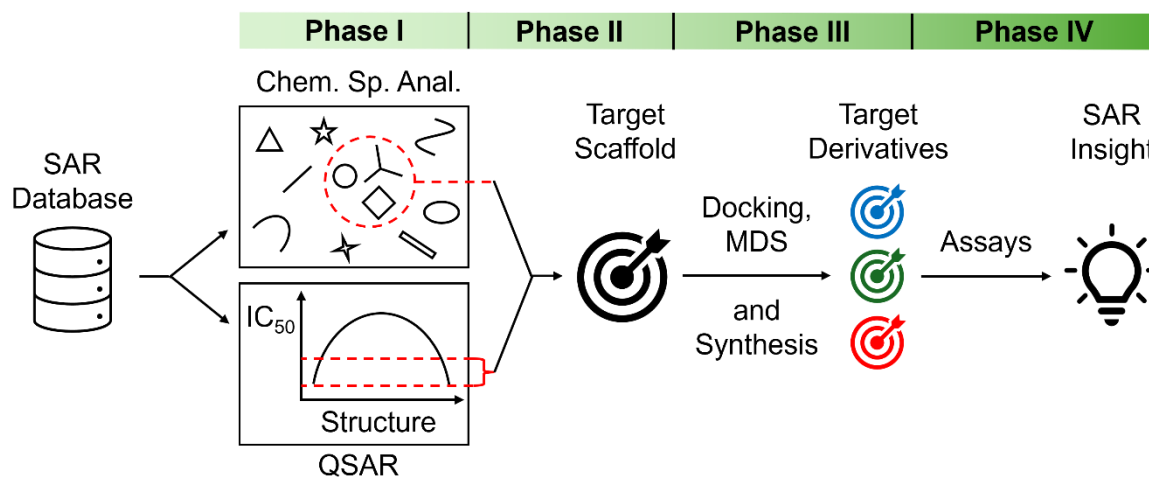 Phase I
Phase II
Phase III
Phase IV
Chem. Sp. Anal.
SAR
Database
IC₅₀
Structure
QSAR
Target
Scaffold
Docking,
MDS
and
Synthesis
Target
Derivatives
Assays
SAR
Insight